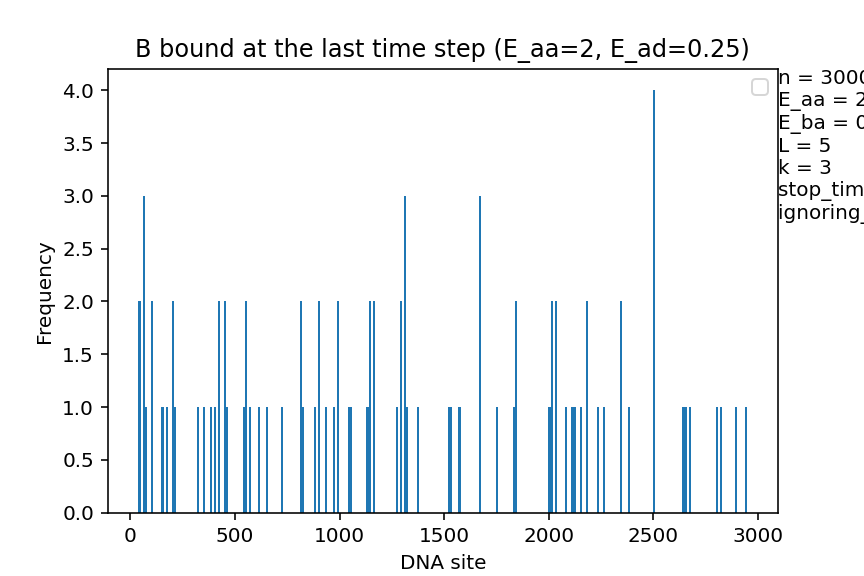 B bound at the last time step (E_aa=2, E_ad=0.25)
n = 3000
E_aa = 2
E_ba = 0
L = 5
k = 3
stop_tim
ignoring_
Frequency
4.0
3.5
3.0
2.5
2.0
1.5
1.0
0.5
0.0
0 500 1000 1500 2000 2500 3000
DNA site